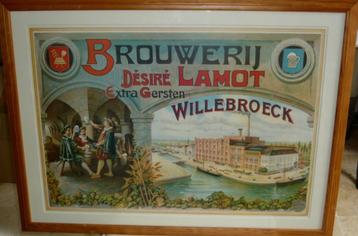 BROUWERIJ
DÉSIRÉ LAMOT
Extra Gersten
WILLEBROECK